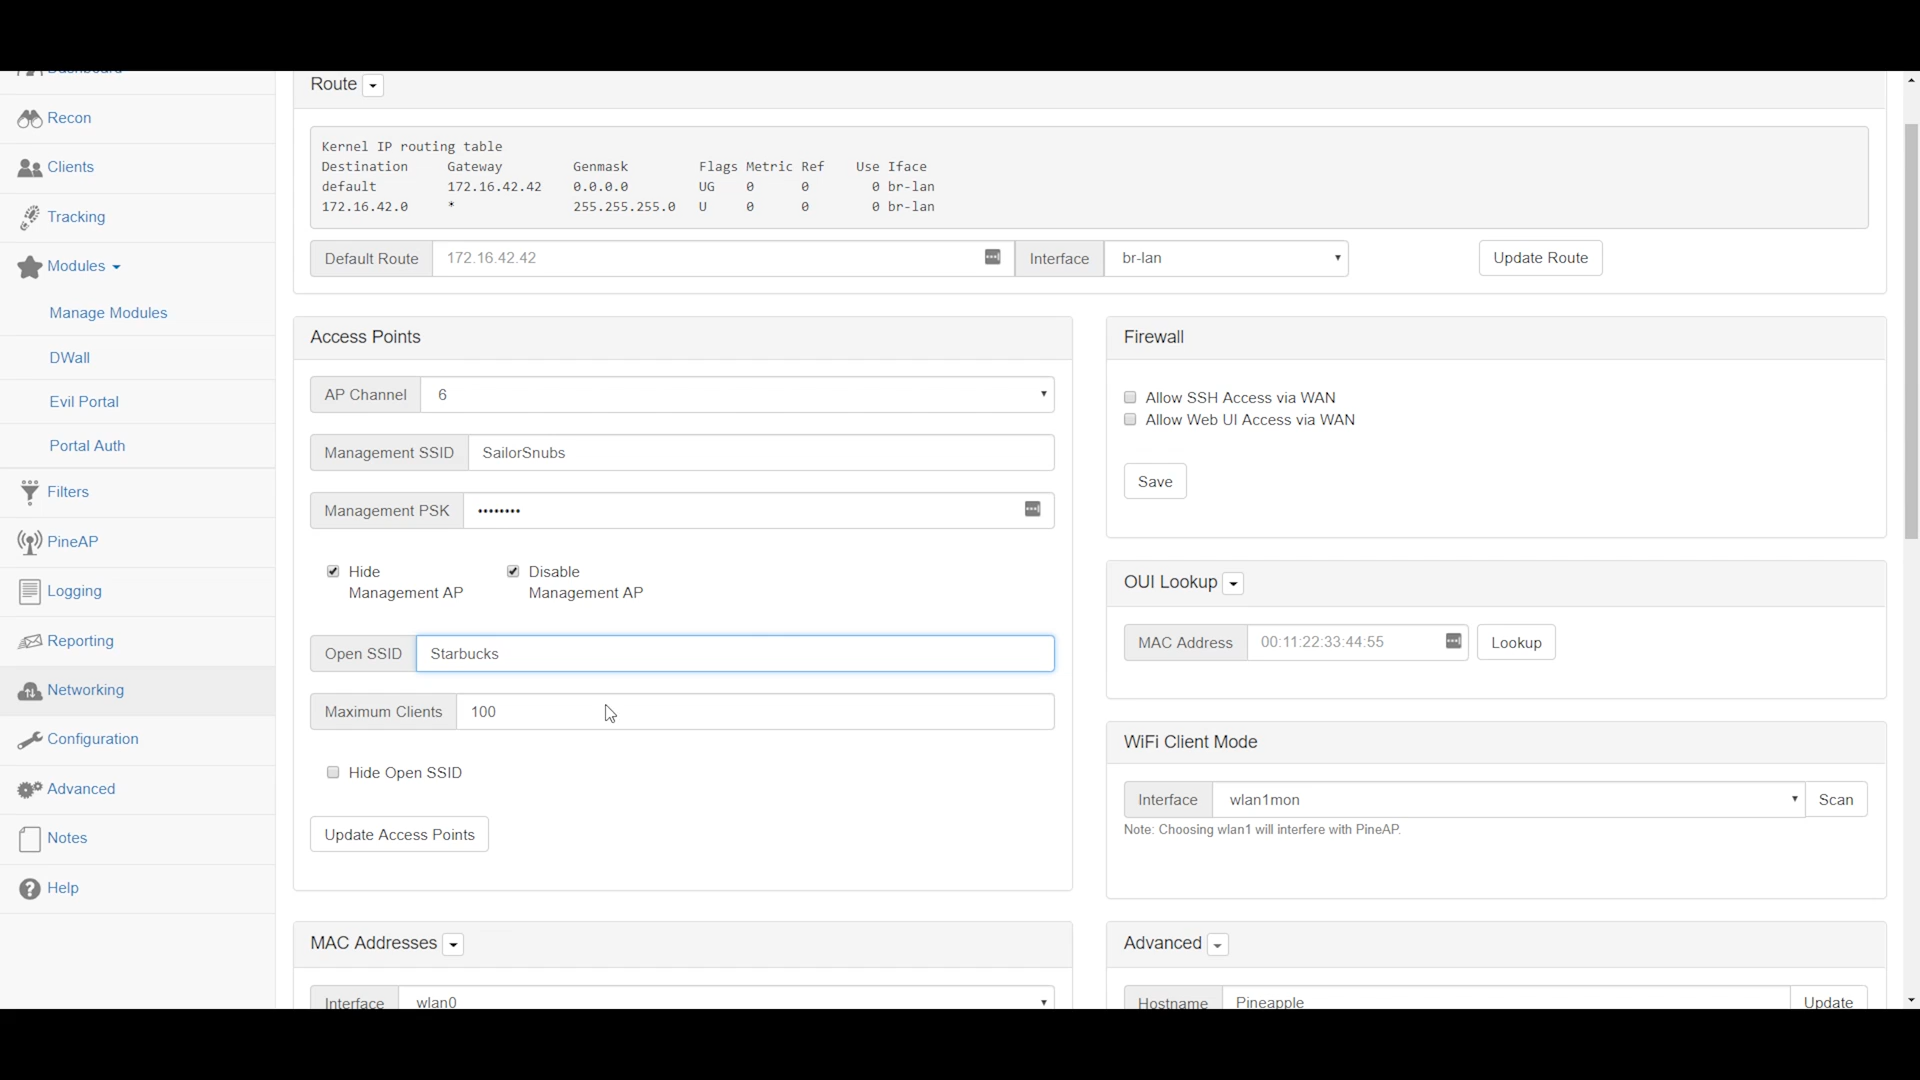 Dashboard
Recon
Clients
Tracking
Modules
Manage Modules
DWall
Evil Portal
Portal Auth
Filters
PineAP
Logging
Reporting
Networking
Configuration
Advanced
Notes
Help
Route
Kernel IP routing table
Destination Gateway Genmask Flags Metric Ref Use Iface
default 172.16.42.42 0.0.0.0 UG 0 0 0 br-lan
172.16.42.0 * 255.255.255.0 U 0 0 0 br-lan
Default Route 172.16.42.42 Interface br-lan Update Route
Access Points
AP Channel 6
Management SSID SailorSnubs
Management PSK ••••••••
Hide
Management AP
Disable
Management AP
Open SSID Starbucks
Maximum Clients 100
Hide Open SSID
Update Access Points
Firewall
Allow SSH Access via WAN
Allow Web UI Access via WAN
Save
OUI Lookup
MAC Address 00:11:22:33:44:55 Lookup
WiFi Client Mode
Interface wlan1mon Scan
Note: Choosing wlan1 will interfere with PineAP.
MAC Addresses
Interface wlan0
Advanced
Hostname Pineapple Update